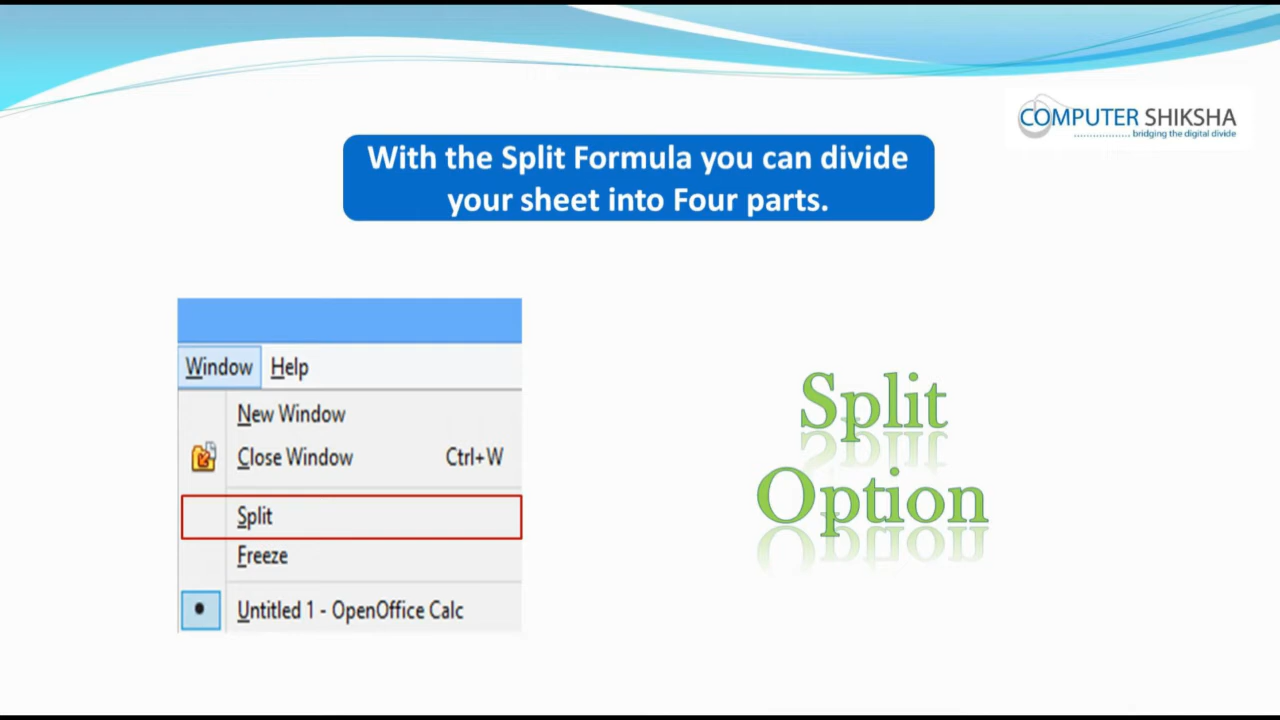 COMPUTER SHIKSHA
bridging the digital divide
With the Split Formula you can divide
your sheet into Four parts.
Window Help
New Window
Close Window Ctrl+W
Split
Freeze
Untitled 1 - OpenOffice Calc
Split
Option